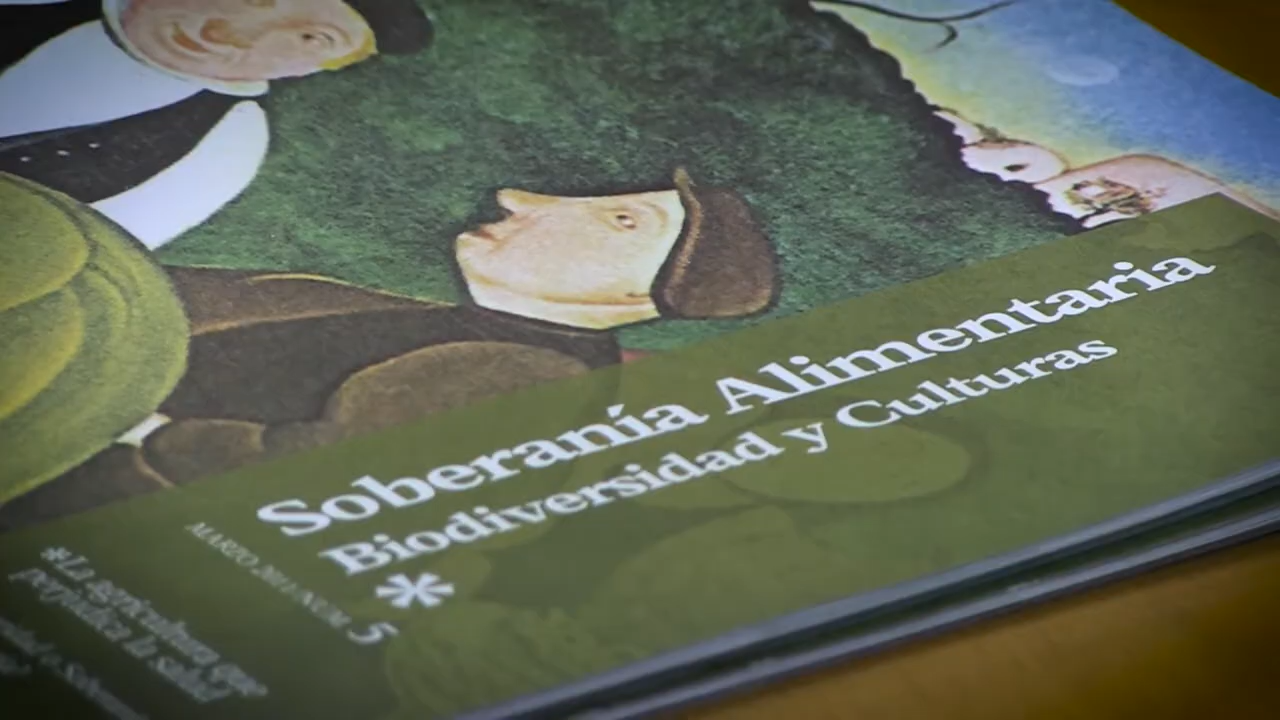 Soberanía Alimentaria
Biodiversidad y Culturas
*
MARZO 2011 NÚM 5
*La agricultura que
perjudica la salud